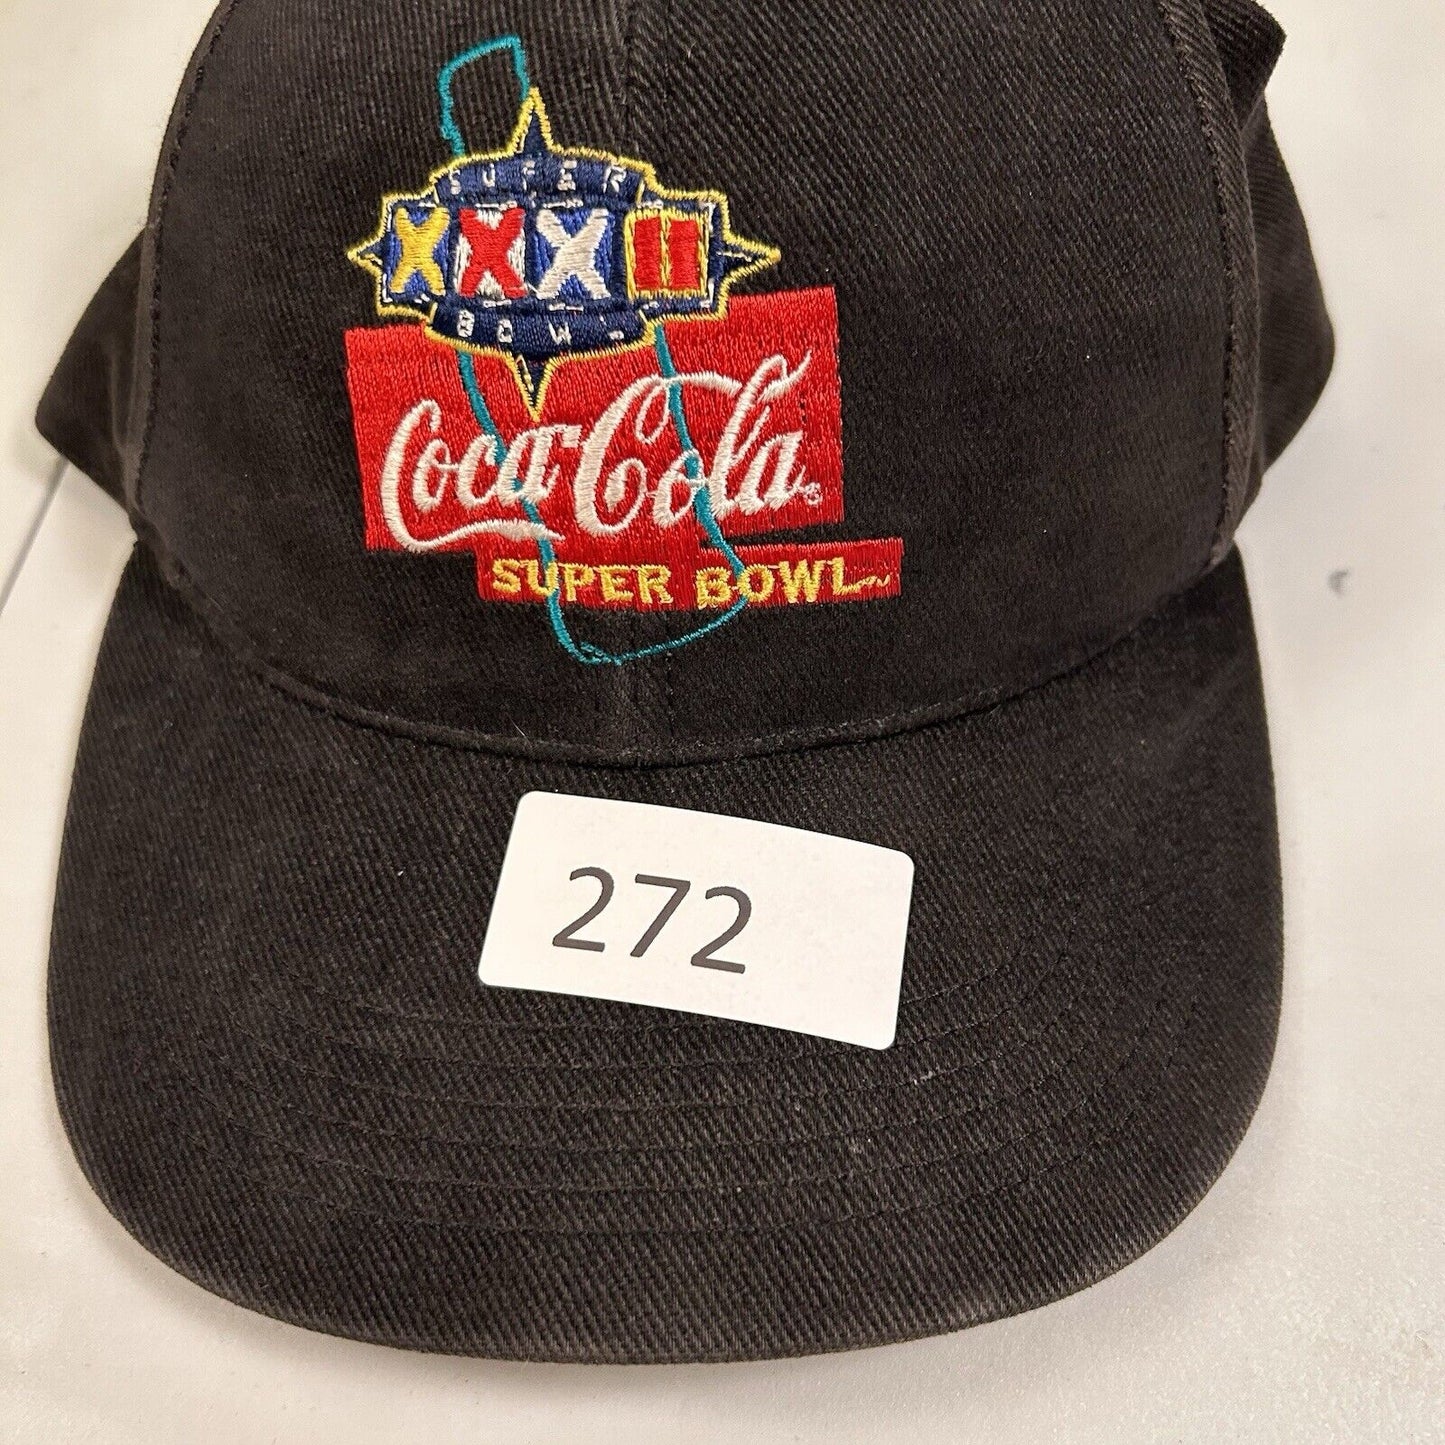 SUPER
XXXII
BOWL
Coca-Cola®
SUPER BOWL
272